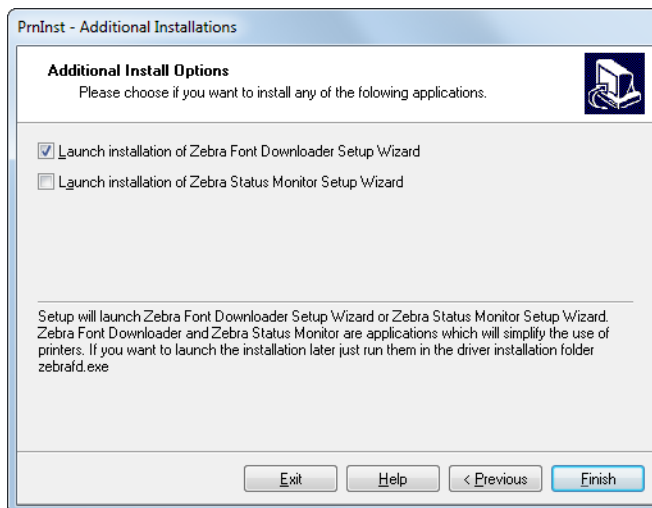 PrnInst - Additional Installations
Additional Install Options
Please choose if you want to install any of the folowing applications.
Launch installation of Zebra Font Downloader Setup Wizard
Launch installation of Zebra Status Monitor Setup Wizard
Setup will launch Zebra Font Downloader Setup Wizard or Zebra Status Monitor Setup Wizard.
Zebra Font Downloader and Zebra Status Monitor are applications which will simplify the use of
printers. If you want to launch the installation later just run them in the driver installation folder
zebrafd.exe
Exit Help < Previous Finish